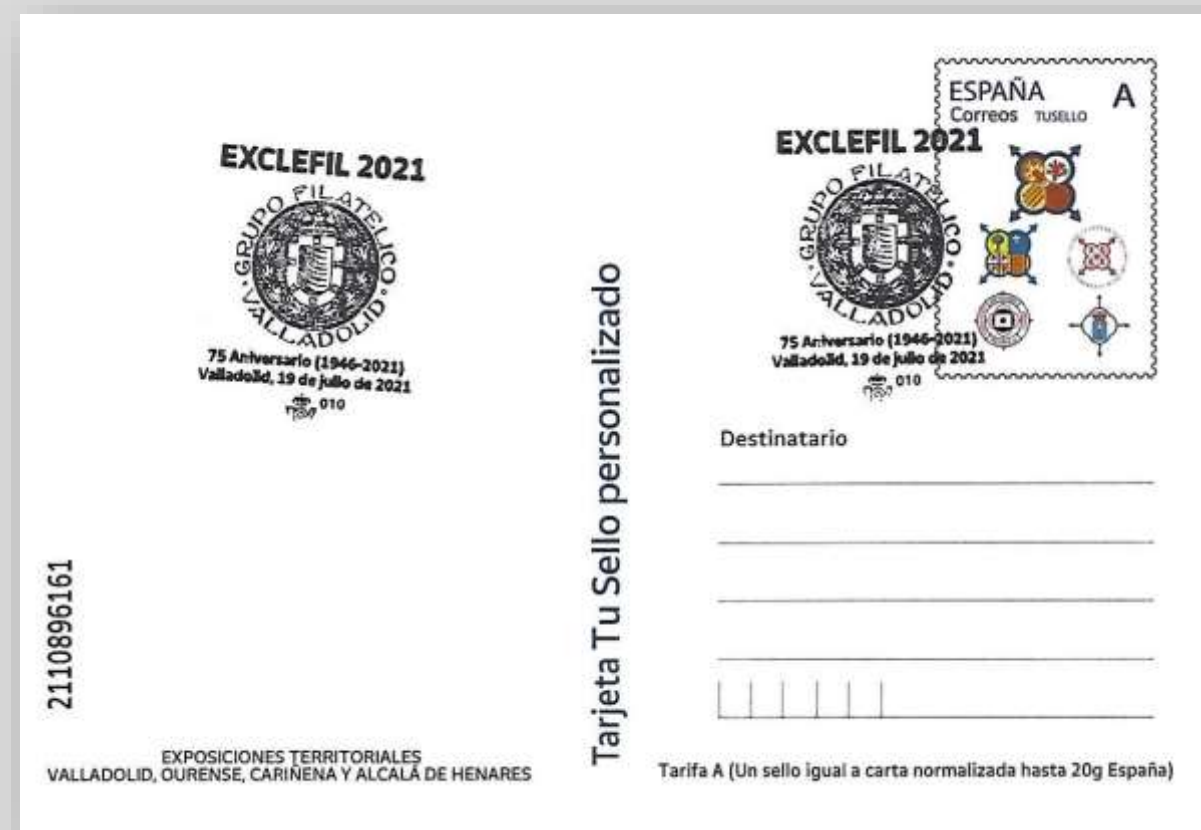 EXCLEFIL 2021
GRUPO FILATELICO
VALLADOLID
75 Aniversario (1946-2021)
Valladolid, 19 de julio de 2021
010
2110896161
EXPOSICIONES TERRITORIALES
VALLADOLID, OURENSE, CARIÑENA Y ALCALÁ DE HENARES
Tarjeta Tu Sello personalizado
ESPAÑA A
Correos TUSELLO
EXCLEFIL 2021
GRUPO FILATELICO
VALLADOLID
75 Aniversario (1946-2021)
Valladolid, 19 de julio de 2021
010
Destinatario
Tarifa A (Un sello igual a carta normalizada hasta 20g España)